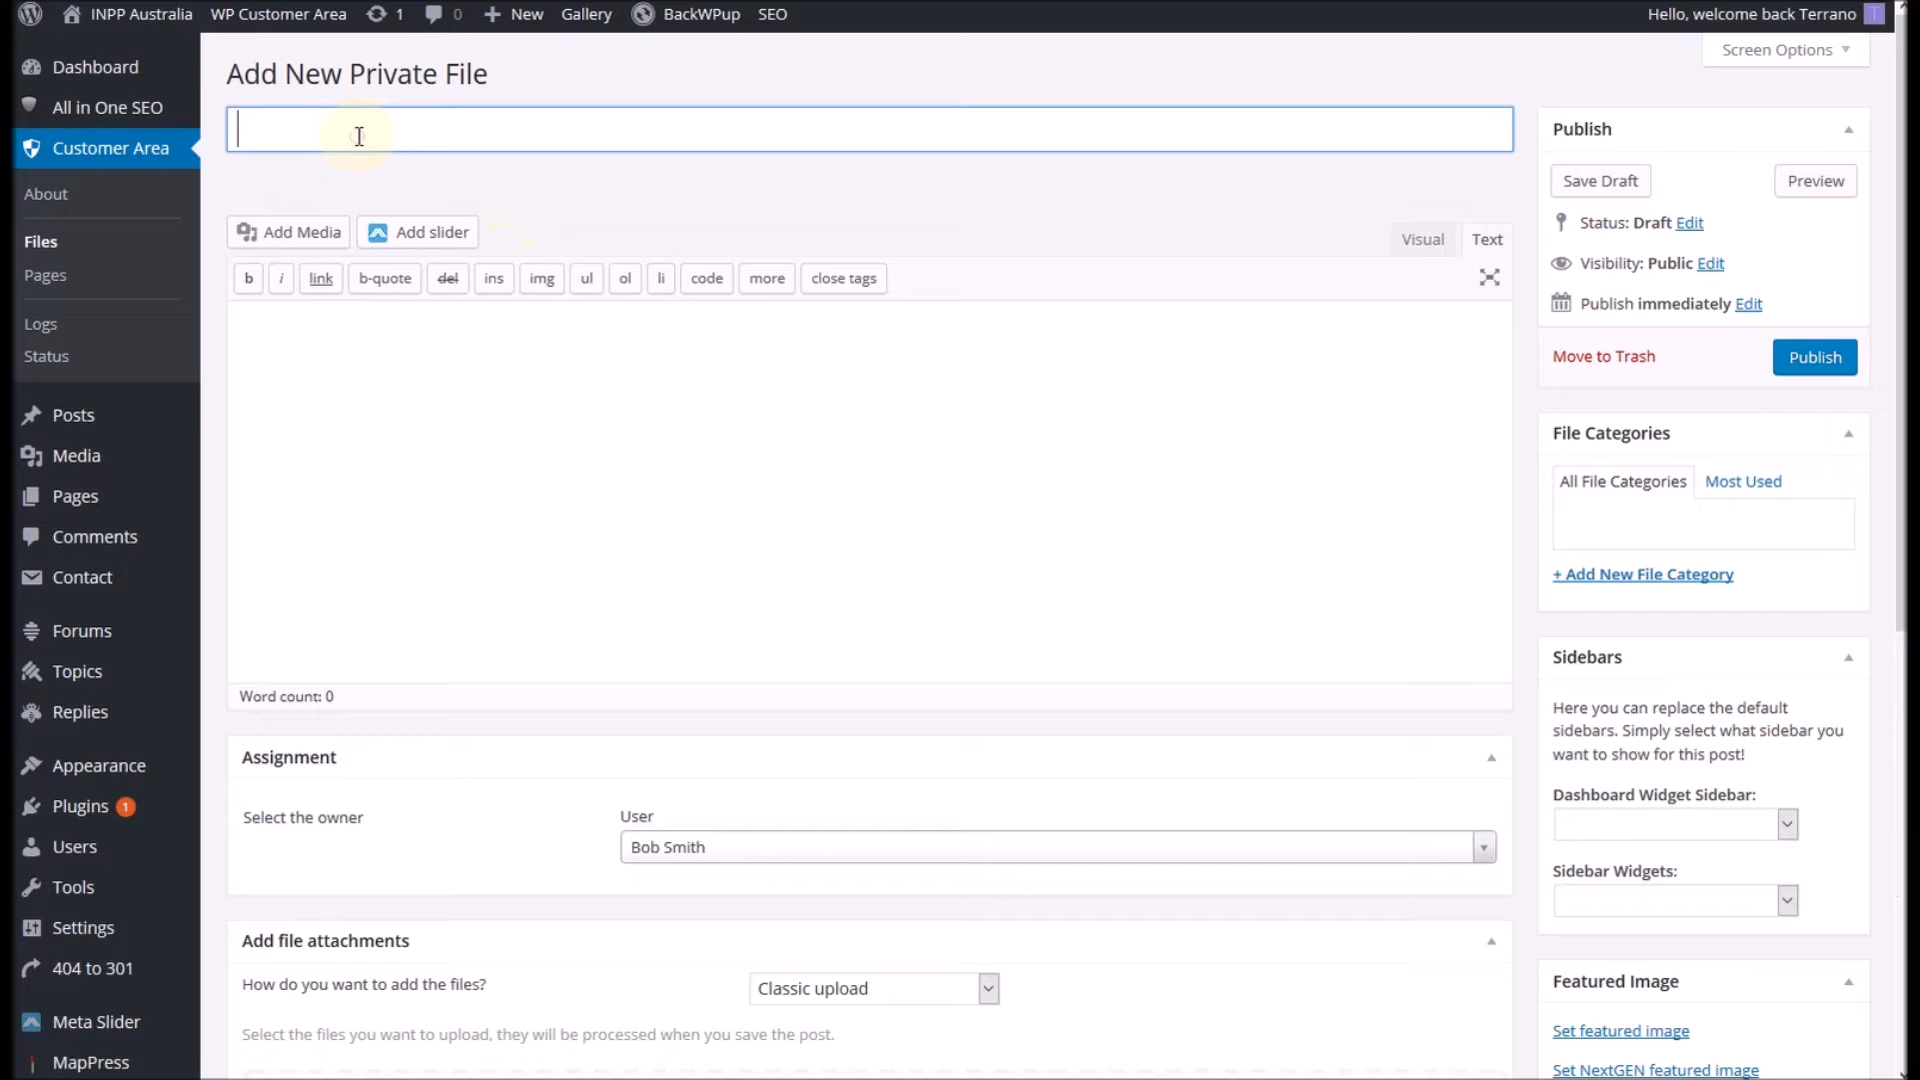 INPP Australia WP Customer Area 1 0 New Gallery BackWPup SEO Hello, welcome back Terrano
Screen Options
Dashboard
All in One SEO
Customer Area
About
Files
Pages
Logs
Status
Posts
Media
Pages
Comments
Contact
Forums
Topics
Replies
Appearance
Plugins 1
Users
Tools
Settings
404 to 301
Meta Slider
MapPress
Add New Private File
Add Media Add slider
Visual Text
b i link b-quote del ins img ul ol li code more close tags
Word count: 0
Assignment
Select the owner
User
Bob Smith
Add file attachments
How do you want to add the files? Classic upload
Select the files you want to upload, they will be processed when you save the post.
Publish
Save Draft Preview
Status: Draft Edit
Visibility: Public Edit
Publish immediately Edit
Move to Trash Publish
File Categories
All File Categories Most Used
+ Add New File Category
Sidebars
Here you can replace the default
sidebars. Simply select what sidebar you
want to show for this post!
Dashboard Widget Sidebar:
Sidebar Widgets:
Featured Image
Set featured image
Set NextGEN featured image